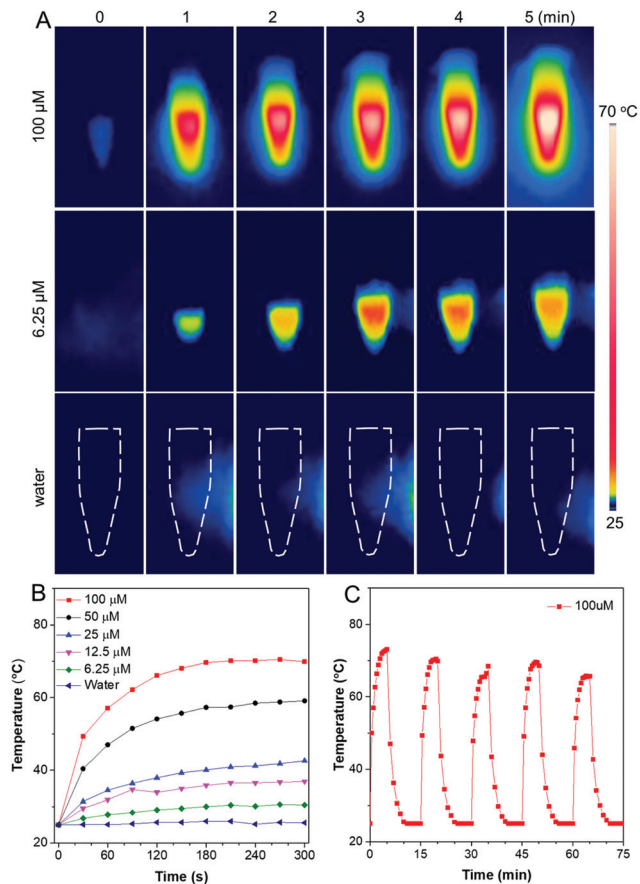 A 0 1 2 3 4 5 (min)
100 μM
70 °C
6.25 μM
water
25
B
100 μM
50 μM
25 μM
12.5 μM
6.25 μM
Water
Temperature (°C)
80
60
40
20
0 60 120 180 240 300
Time (s)
C
100uM
Temperature (°C)
80
60
40
20
0 15 30 45 60 75
Time (min)